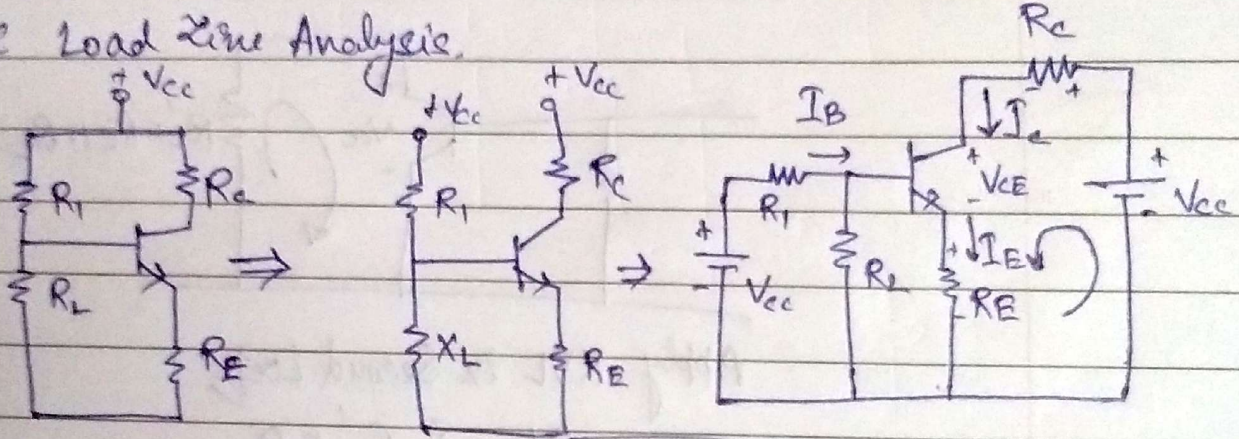 Load Line Analysis.
+ Vcc
R1
Rc
RL
RE
⇒
+Vcc
+ Vcc
R1
Rc
XL
RE
⇒
Rc
- +
IB
Ic
+
VCE
-
R1
+
-
Vcc
RL
+
IE
RE
-
+
-
Vcc